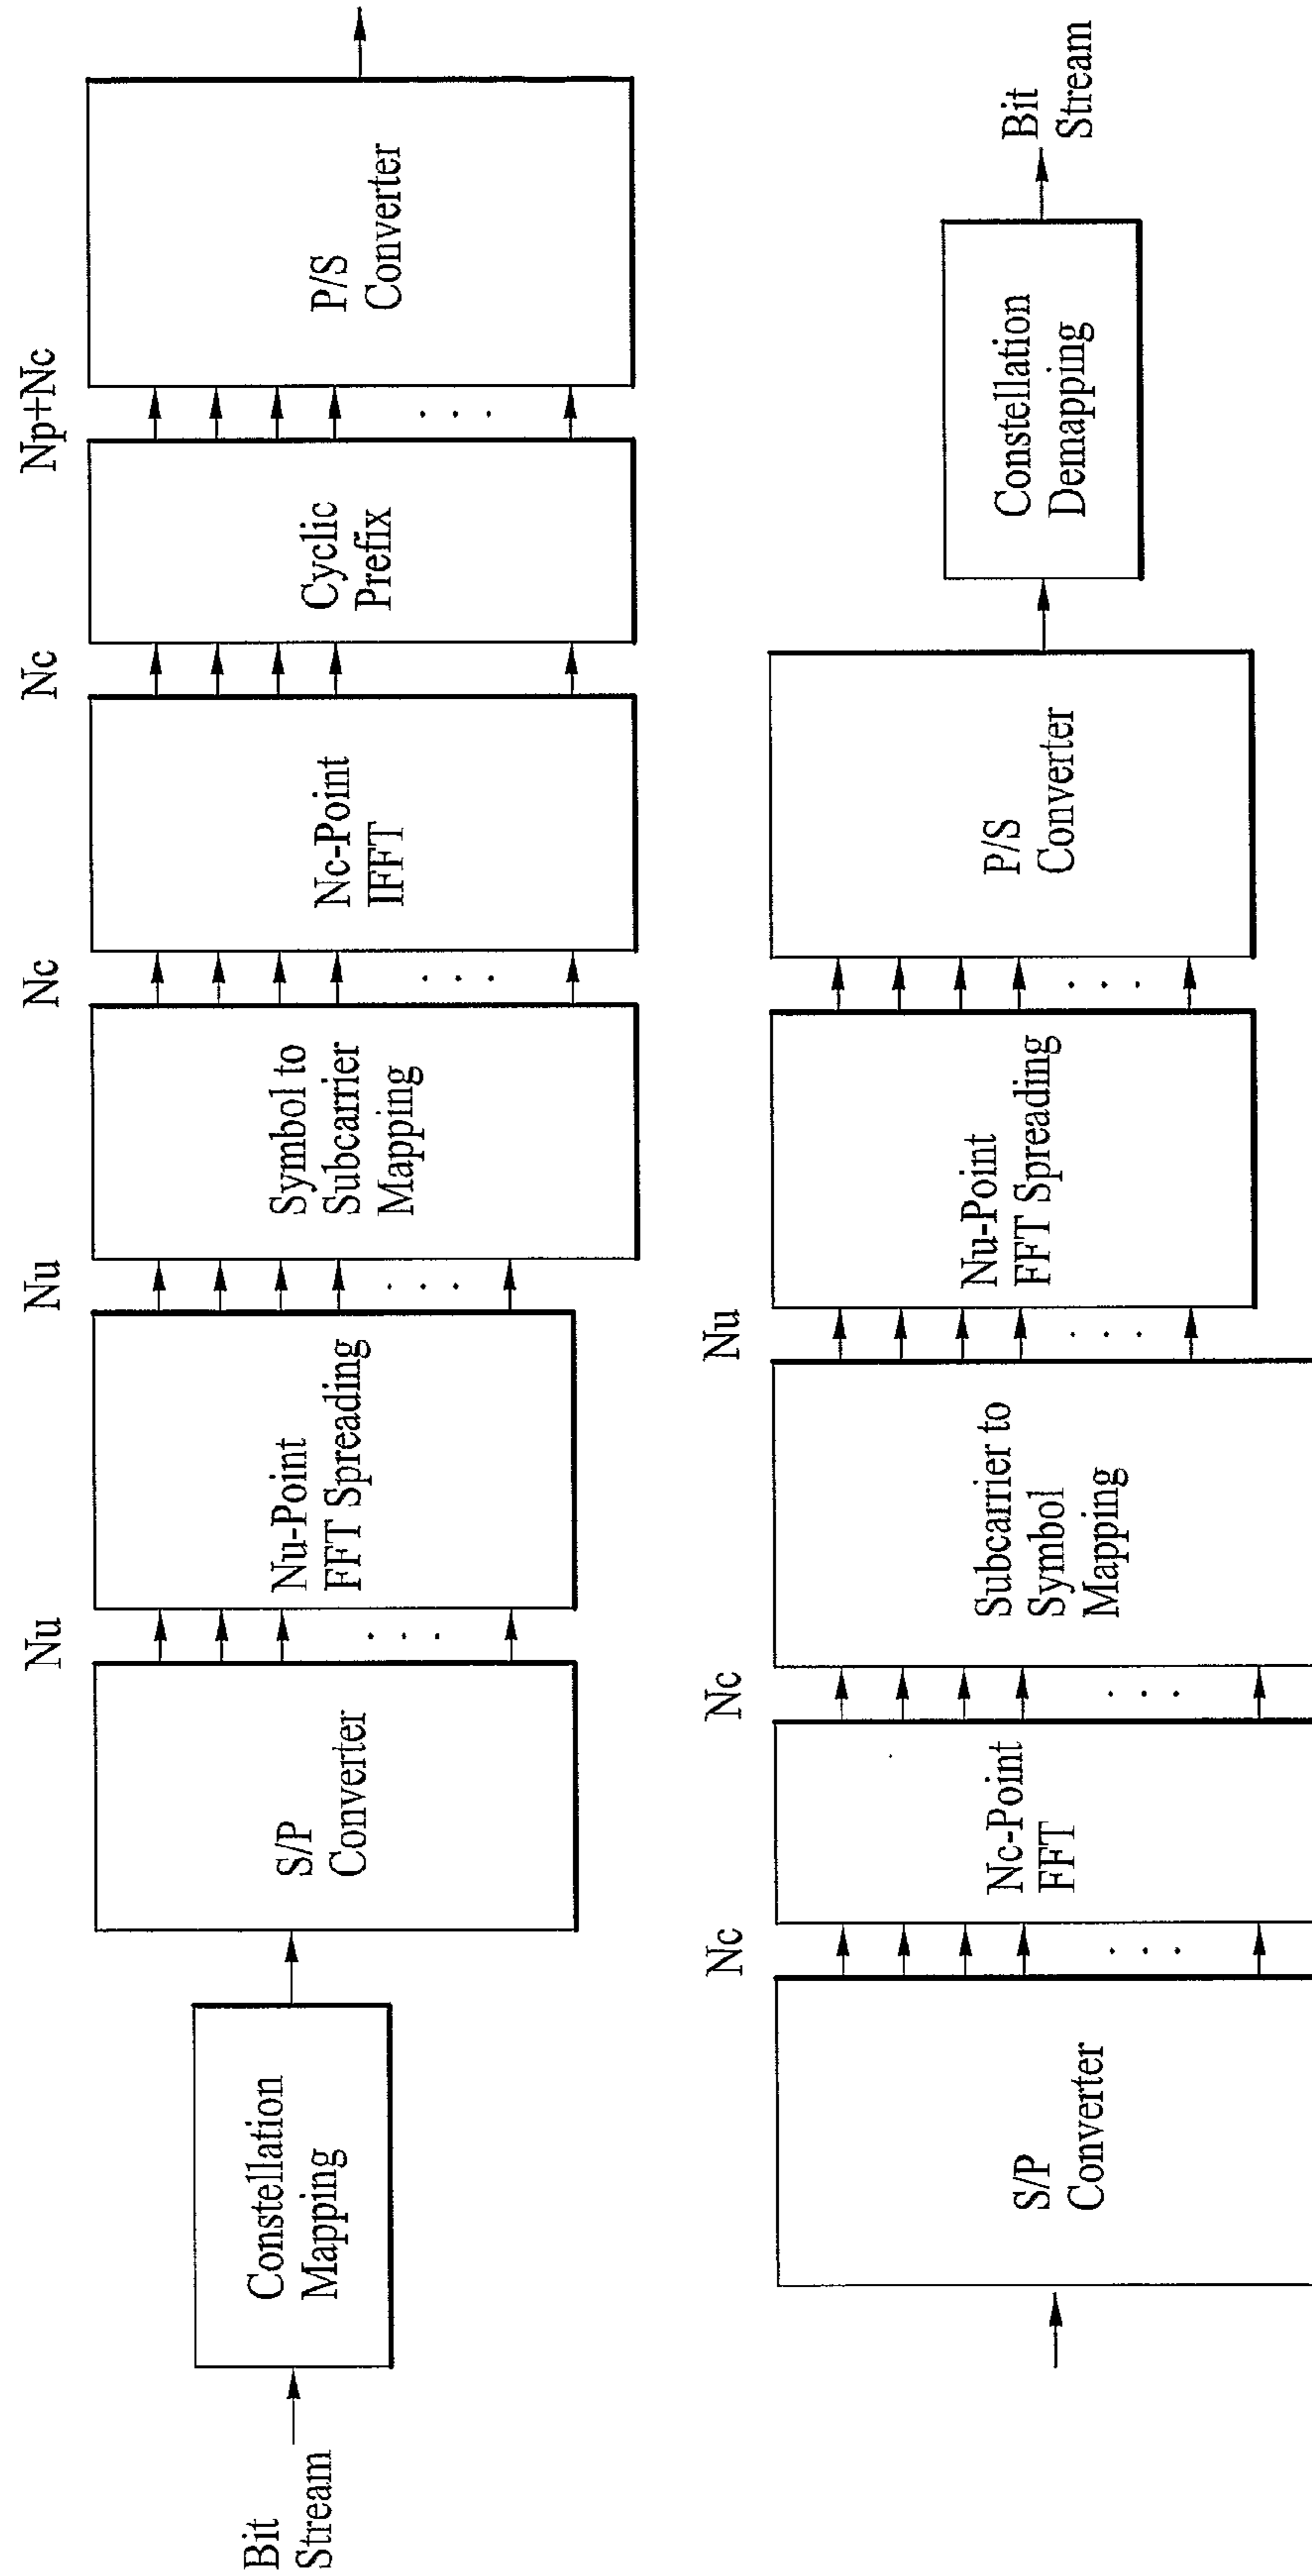 Bit
Stream
Constellation
Mapping
S/P
Converter
Nu
Nu-Point
FFT Spreading
Nu
Symbol to
Subcarrier
Mapping
Nc
Nc-Point
IFFT
Nc
Cyclic
Prefix
Np+Nc
P/S
Converter
S/P
Converter
Nc
Nc-Point
FFT
Nc
Subcarrier to
Symbol
Mapping
Nu
Nu-Point
FFT Spreading
P/S
Converter
Constellation
Demapping
Bit
Stream